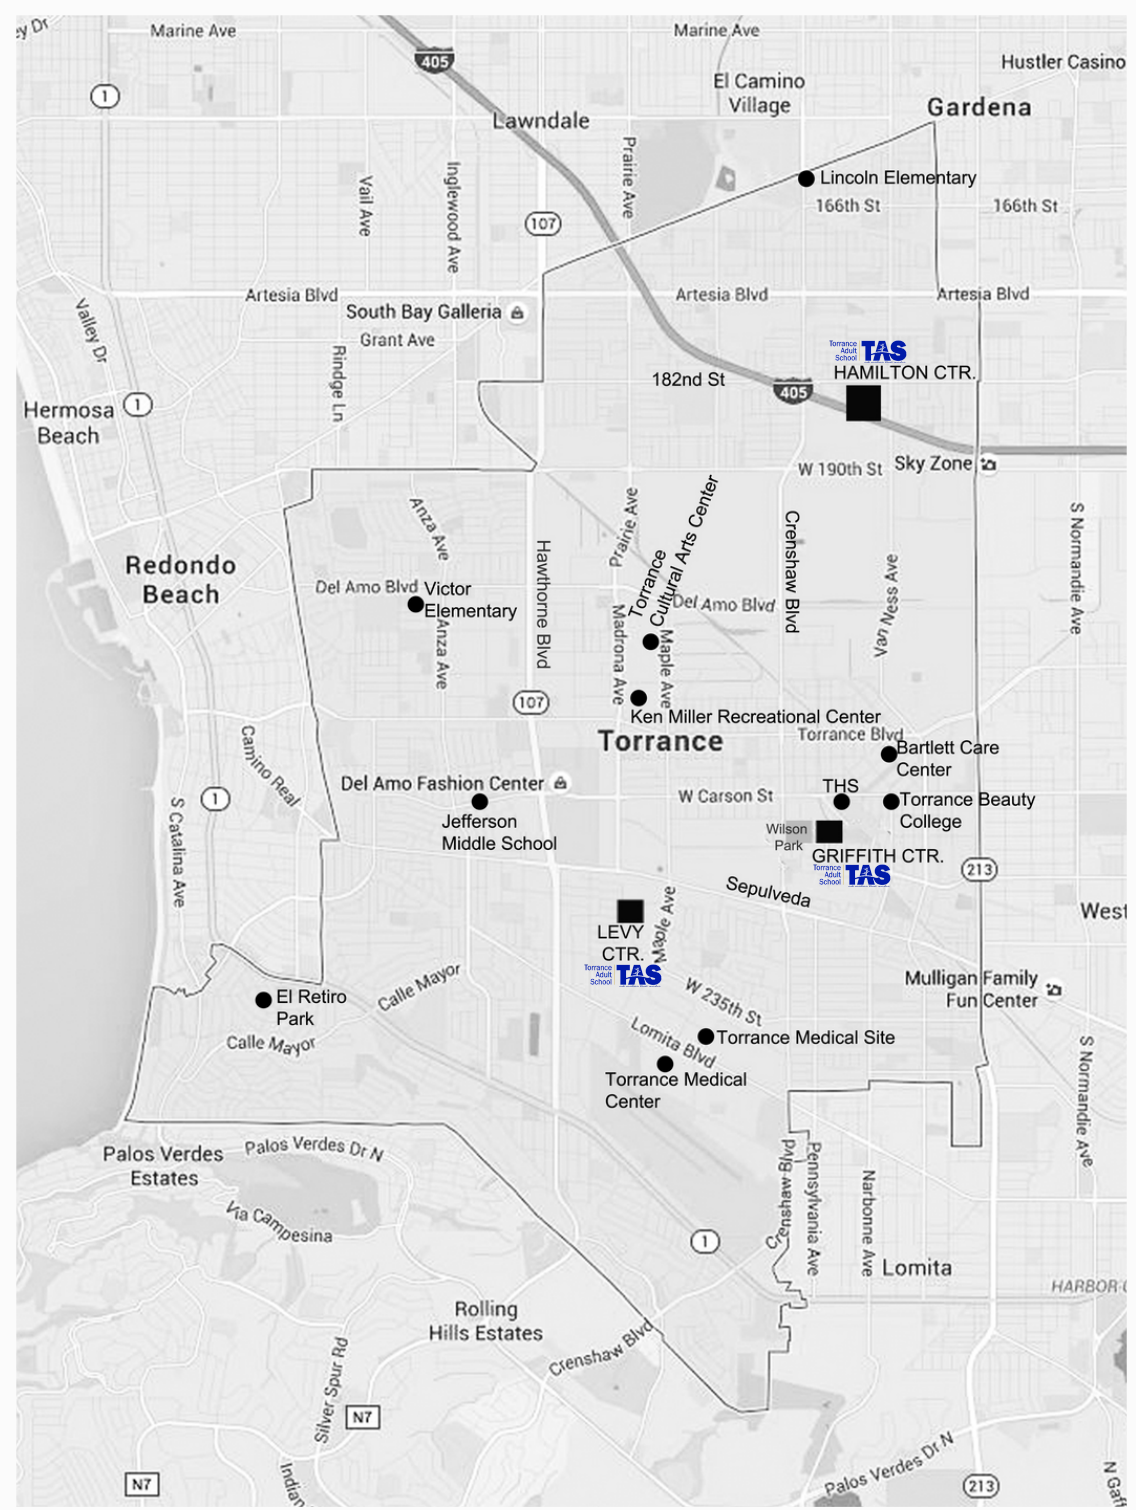 ey Dr
Marine Ave
Marine Ave
405
Hustler Casino
El Camino
Village
1
Gardena
Lawndale
Prairie Ave
Inglewood Ave
Vail Ave
Lincoln Elementary
166th St
166th St
107
Artesia Blvd
Artesia Blvd
Artesia Blvd
South Bay Galleria
Grant Ave
Valley Dr
Rindge Ln
Torrance
Adult
School
TAS
HAMILTON CTR.
182nd St
405
Hermosa
Beach
1
W 190th St
Sky Zone
Anza Ave
Prairie Ave
Torrance
Cultural Arts Center
Crenshaw Blvd
S Normandie Ave
Redondo
Beach
Hawthorne Blvd
Van Ness Ave
Del Amo Blvd
Victor
Elementary
Del Amo Blvd
Anza Ave
Madrona Ave
Maple Ave
107
Ken Miller Recreational Center
Torrance
Torrance Blvd
Bartlett Care
Center
Camino Real
Del Amo Fashion Center
THS
W Carson St
1
Torrance Beauty
College
Jefferson
Middle School
Wilson
Park
GRIFFITH CTR.
Torrance
Adult
School
TAS
S Catalina Ave
Sepulveda
213
Maple Ave
West
LEVY
CTR.
Torrance
Adult
School
TAS
Mulligan Family
Fun Center
El Retiro
Park
Calle Mayor
W 235th St
Calle Mayor
Lomita Blvd
Torrance Medical Site
Torrance Medical
Center
S Normandie Ave
Palos Verdes
Estates
Palos Verdes Dr N
Crenshaw Blvd
Pennsylvania Ave
Narbonne Ave
Via Campesina
1
Lomita
HARBOR C
Rolling
Hills Estates
Crenshaw Blvd
Silver Spur Rd
N7
Palos Verdes Dr N
N7
Indian
213
N Gaff